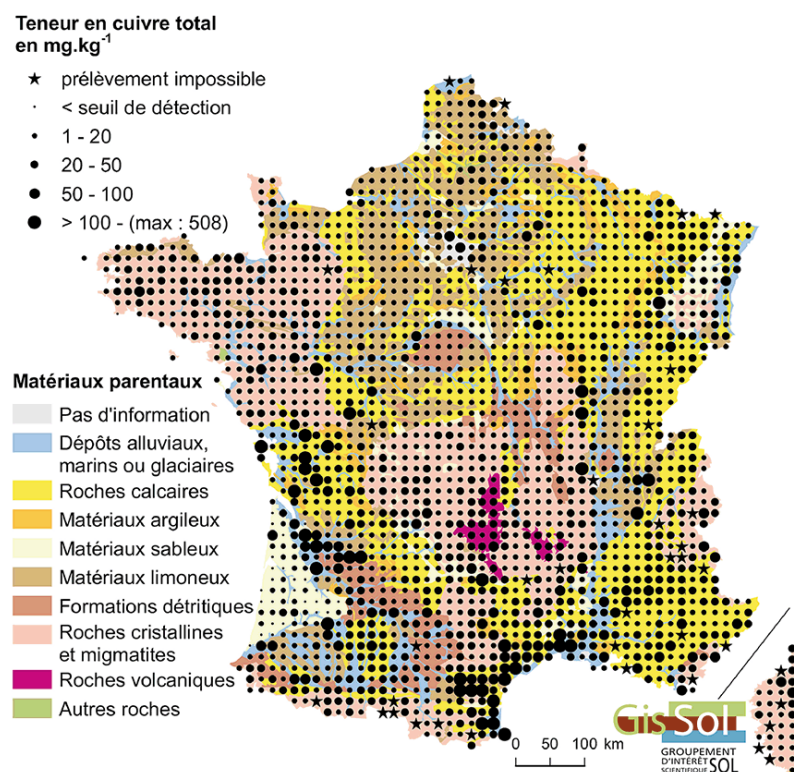 Teneur en cuivre total
en mg.kg⁻¹
prélèvement impossible
< seuil de détection
1 - 20
20 - 50
50 - 100
> 100 - (max : 508)
Matériaux parentaux
Pas d'information
Dépôts alluviaux,
marins ou glaciaires
Roches calcaires
Matériaux argileux
Matériaux sableux
Matériaux limoneux
Formations détritiques
Roches cristallines
et migmatites
Roches volcaniques
Autres roches
0 50 100 km
GisSol
GROUPEMENT
D'INTÉRÊT
SCIENTIFIQUE SOL